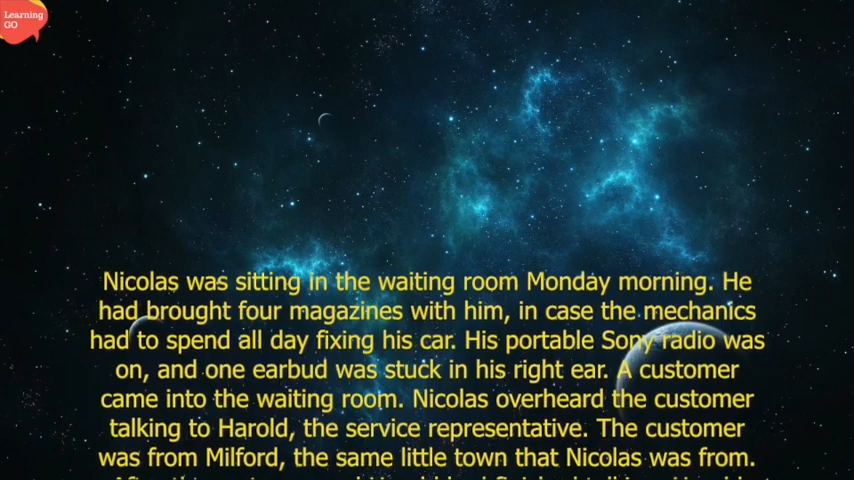 Learning
GO
Nicolas was sitting in the waiting room Monday morning. He
had brought four magazines with him, in case the mechanics
had to spend all day fixing his car. His portable Sony radio was
on, and one earbud was stuck in his right ear. A customer
came into the waiting room. Nicolas overheard the customer
talking to Harold, the service representative. The customer
was from Milford, the same little town that Nicolas was from.